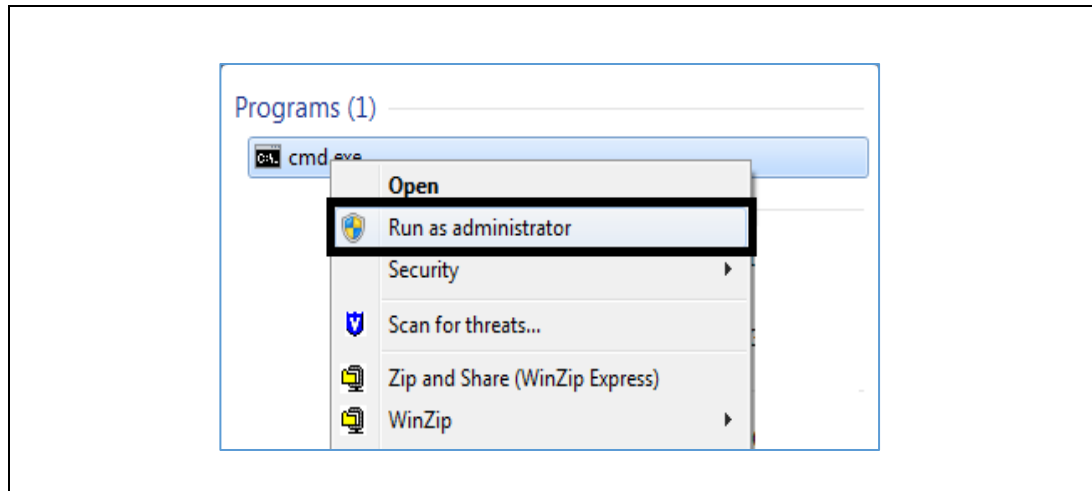 Programs (1)
cmd.exe
Open
Run as administrator
Security
Scan for threats...
Zip and Share (WinZip Express)
WinZip